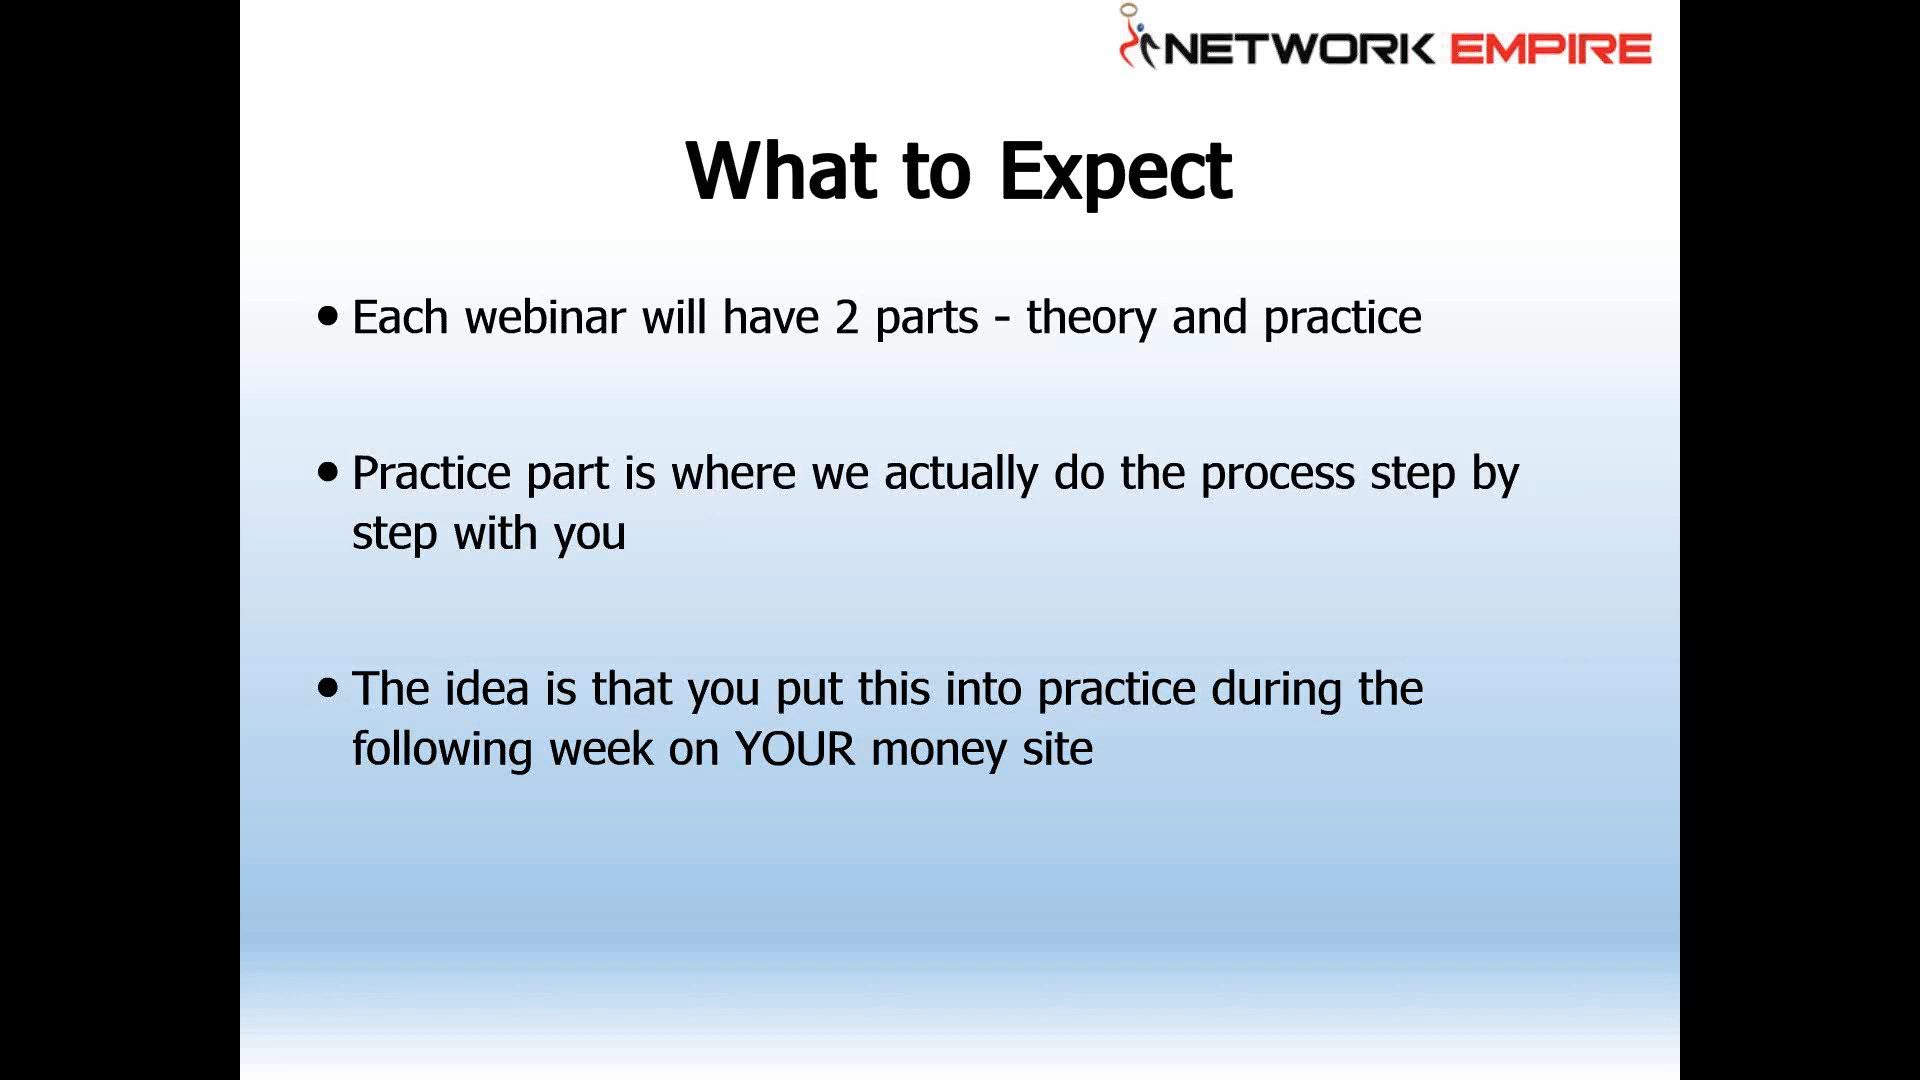 NETWORK EMPIRE
What to Expect
• Each webinar will have 2 parts - theory and practice
• Practice part is where we actually do the process step by
step with you
• The idea is that you put this into practice during the
following week on YOUR money site